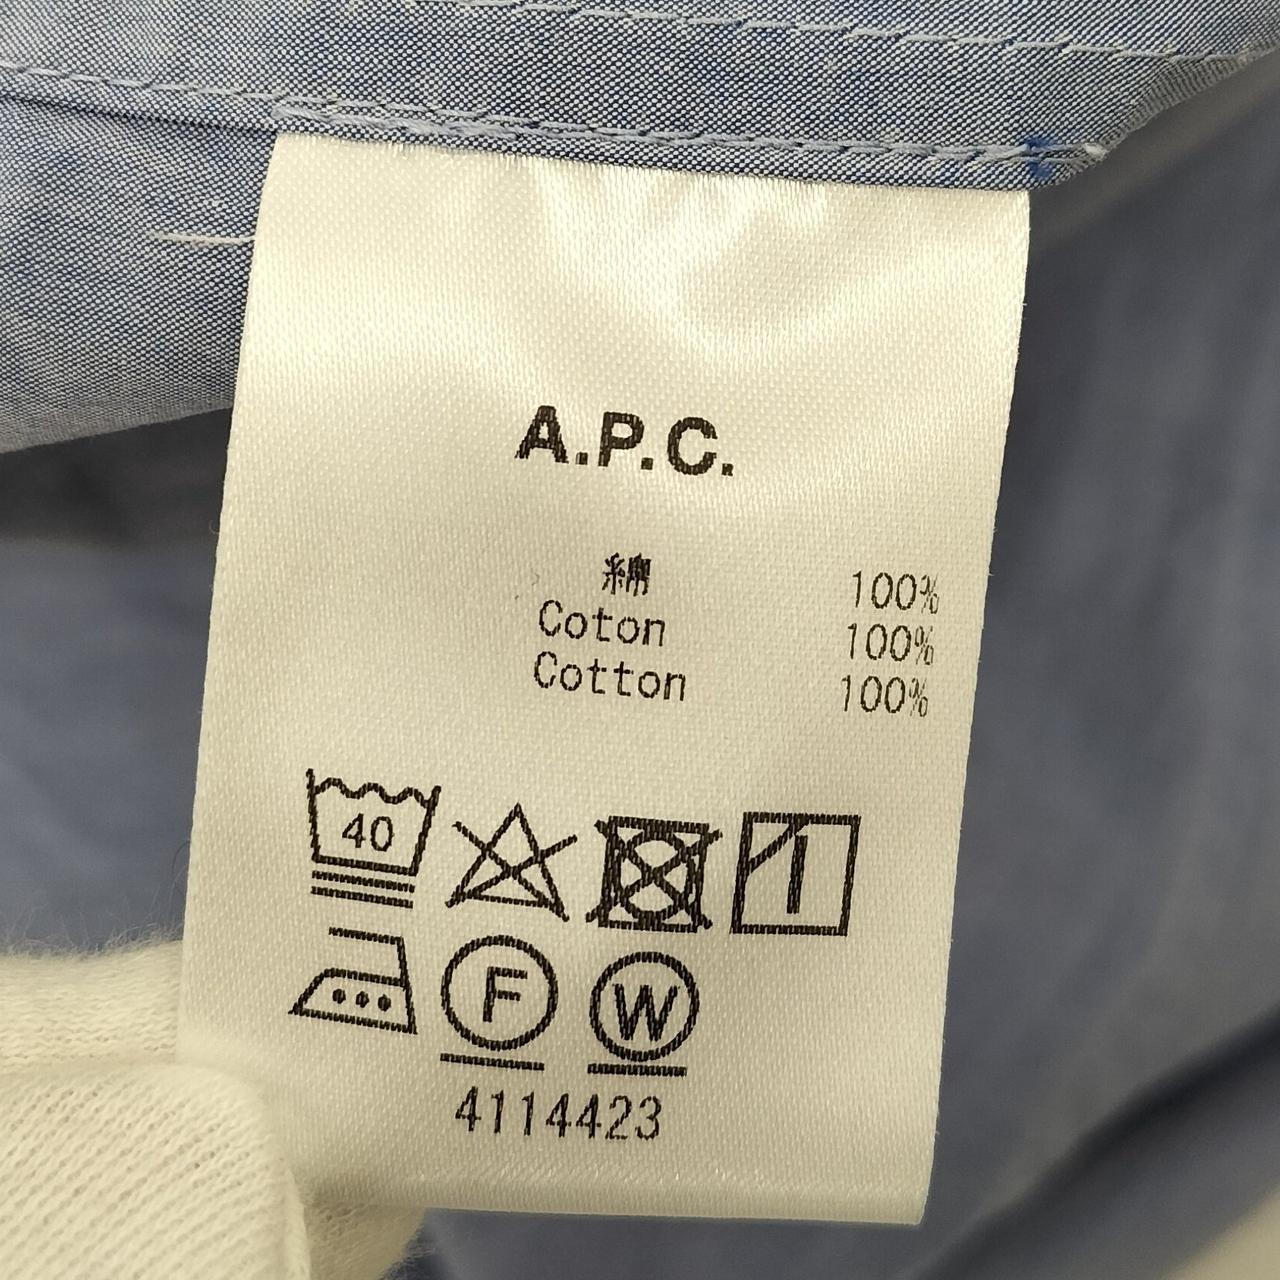 A.P.C.
綿 100%
Coton 100%
Cotton 100%
40
F W
4114423